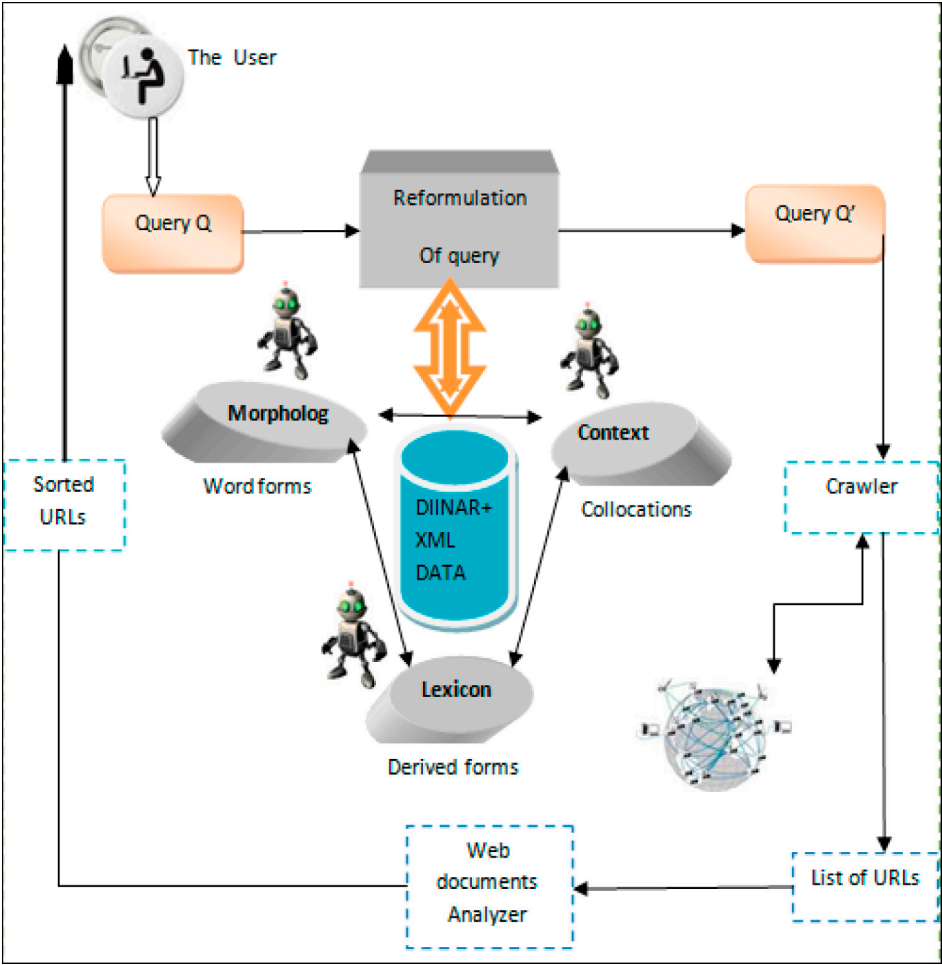 The User
Query Q
Reformulation
Of query
Query Q’
Morpholog
Word forms
Context
Collocations
DIINAR+
XML
DATA
Lexicon
Derived forms
Sorted
URLs
Crawler
List of URLs
Web
documents
Analyzer